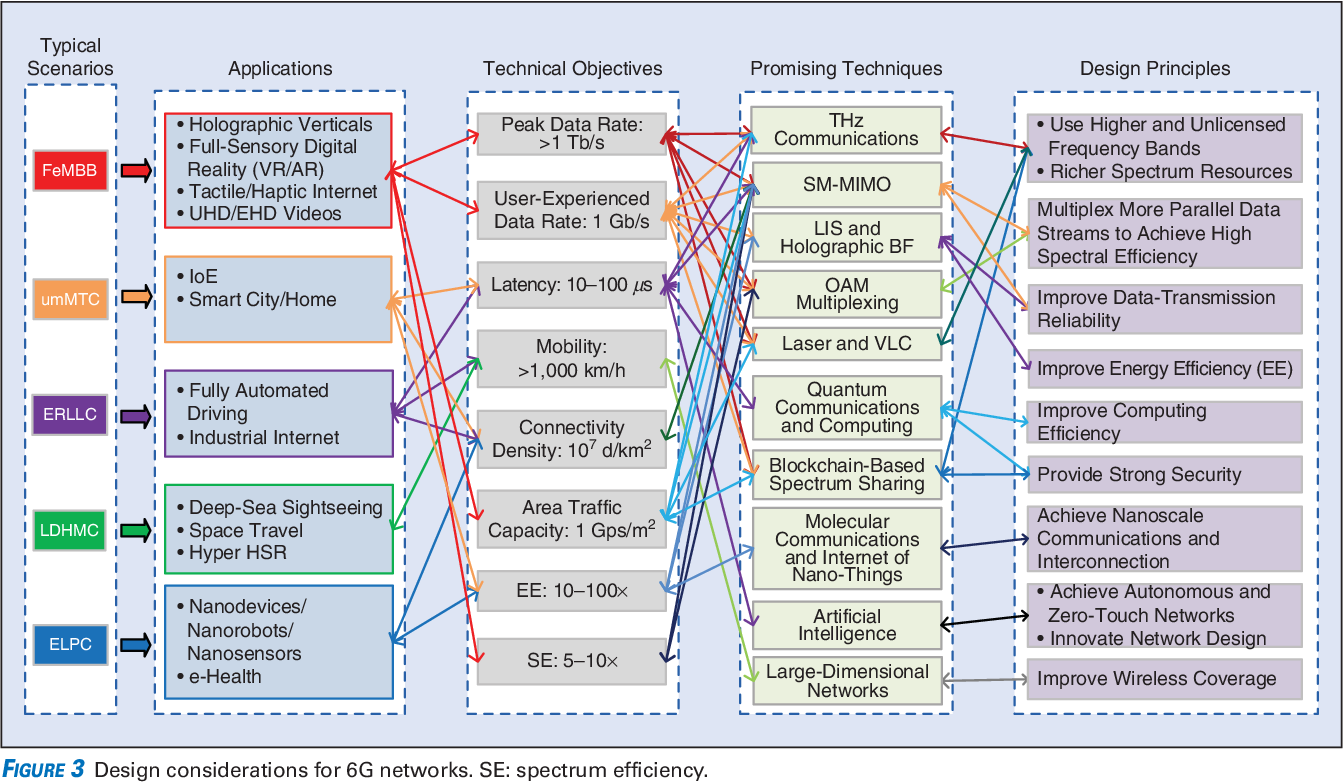 Typical
Scenarios
Applications
Technical Objectives
Promising Techniques
Design Principles
FeMBB
umMTC
ERLLC
LDHMC
ELPC
• Holographic Verticals
• Full-Sensory Digital
Reality (VR/AR)
• Tactile/Haptic Internet
• UHD/EHD Videos
• IoE
• Smart City/Home
• Fully Automated
Driving
• Industrial Internet
• Deep-Sea Sightseeing
• Space Travel
• Hyper HSR
• Nanodevices/
Nanorobots/
Nanosensors
• e-Health
Peak Data Rate:
>1 Tb/s
User-Experienced
Data Rate: 1 Gb/s
Latency: 10–100 μs
Mobility:
>1,000 km/h
Connectivity
Density: 10⁷ d/km²
Area Traffic
Capacity: 1 Gps/m²
EE: 10–100×
SE: 5–10×
THz
Communications
SM-MIMO
LIS and
Holographic BF
OAM
Multiplexing
Laser and VLC
Quantum
Communications
and Computing
Blockchain-Based
Spectrum Sharing
Molecular
Communications
and Internet of
Nano-Things
Artificial
Intelligence
Large-Dimensional
Networks
• Use Higher and Unlicensed
Frequency Bands
• Richer Spectrum Resources
Multiplex More Parallel Data
Streams to Achieve High
Spectral Efficiency
Improve Data-Transmission
Reliability
Improve Energy Efficiency (EE)
Improve Computing
Efficiency
Provide Strong Security
Achieve Nanoscale
Communications and
Interconnection
• Achieve Autonomous and
Zero-Touch Networks
• Innovate Network Design
Improve Wireless Coverage
FIGURE 3 Design considerations for 6G networks. SE: spectrum efficiency.